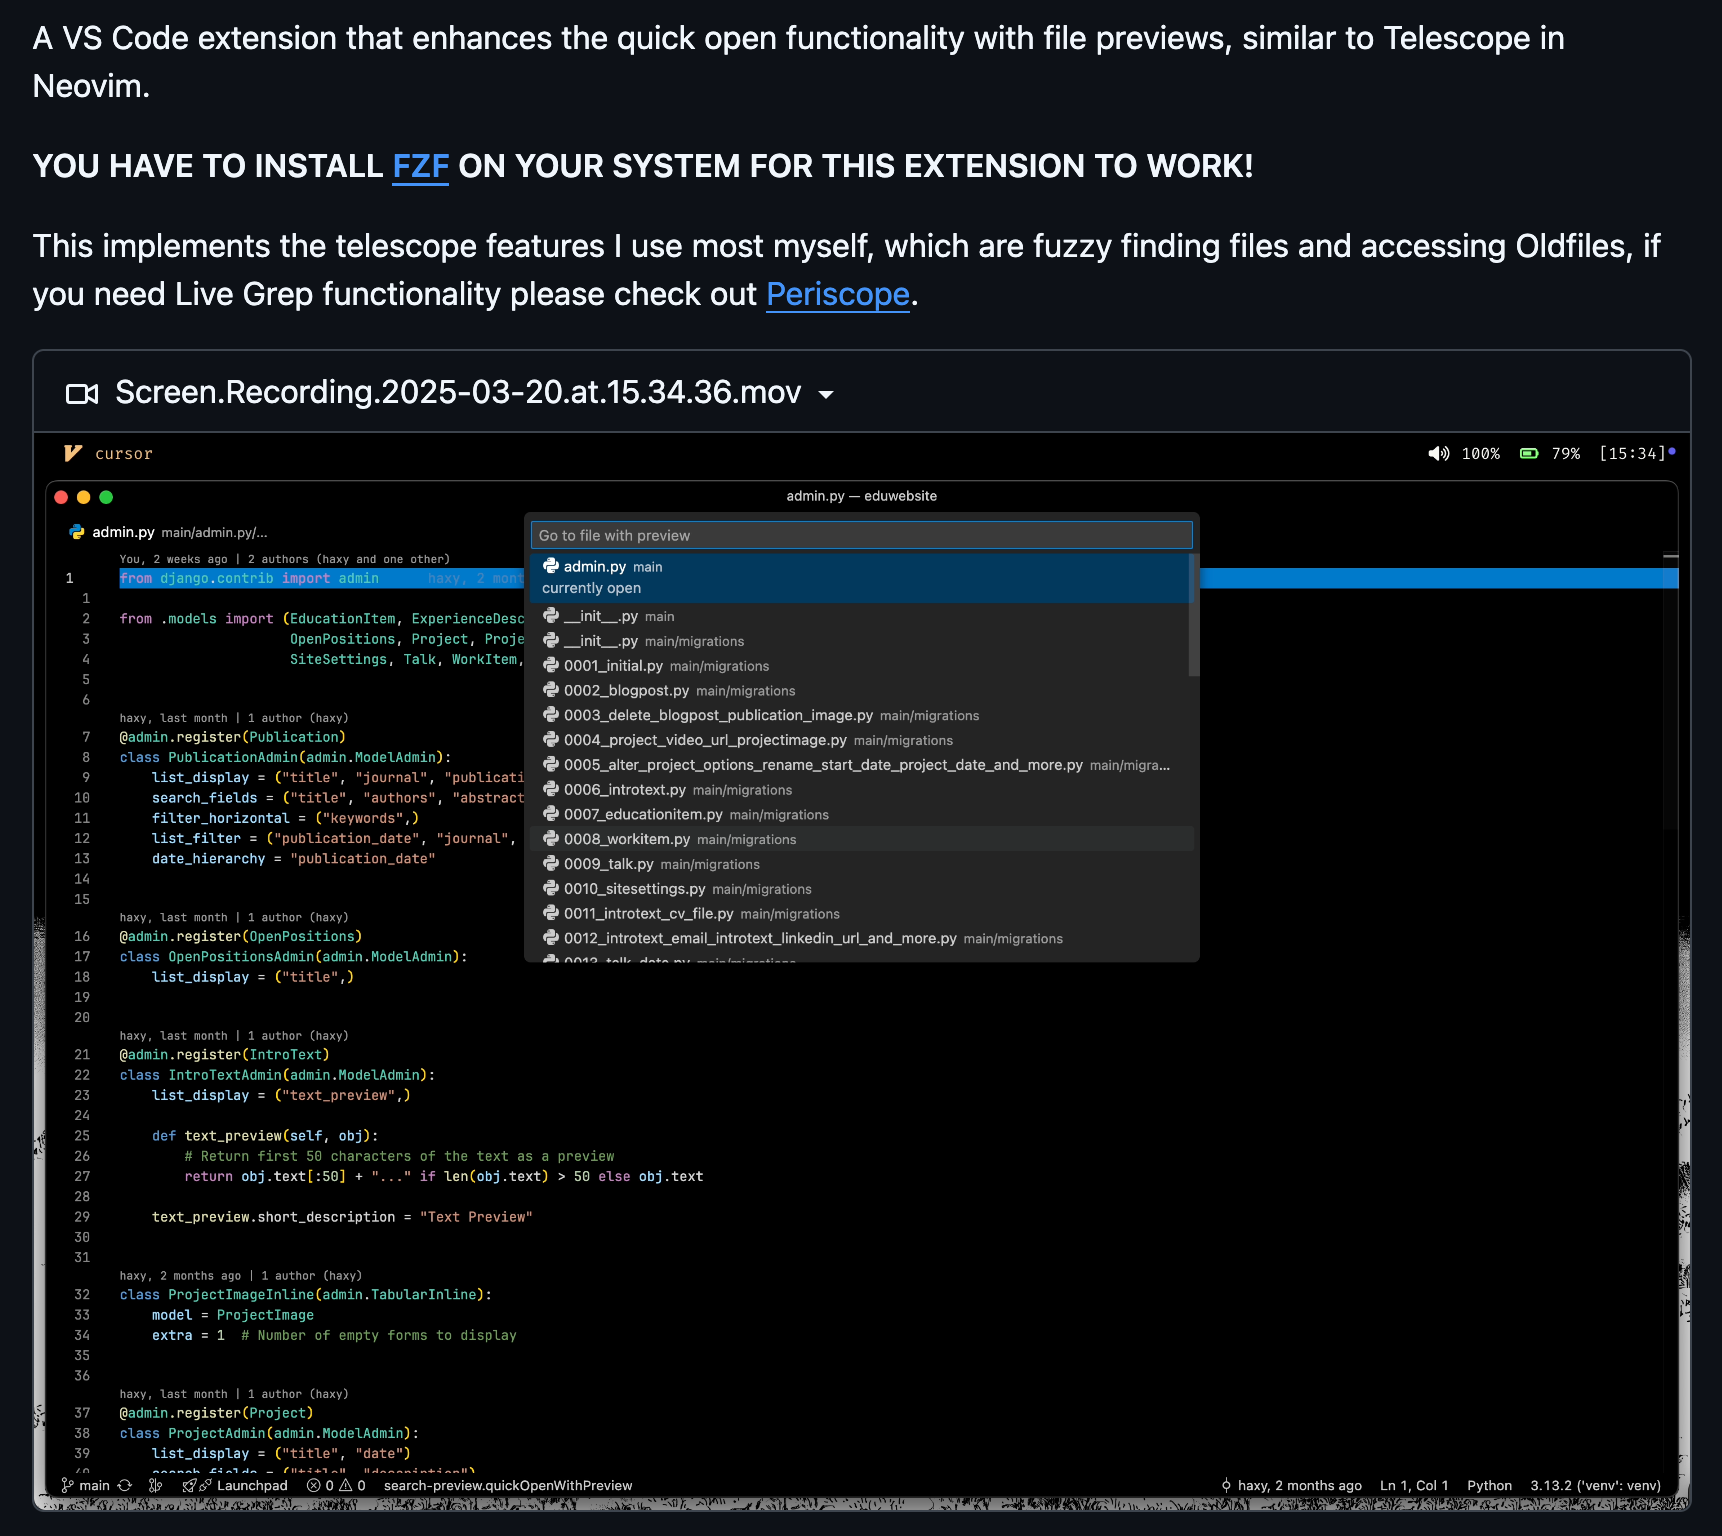 A VS Code extension that enhances the quick open functionality with file previews, similar to Telescope in
Neovim.
YOU HAVE TO INSTALL FZF ON YOUR SYSTEM FOR THIS EXTENSION TO WORK!
This implements the telescope features I use most myself, which are fuzzy finding files and accessing Oldfiles, if
you need Live Grep functionality please check out Periscope.
Screen.Recording.2025-03-20.at.15.34.36.mov
cursor 100% 79% [15:34]
admin.py — eduwebsite
admin.py main/admin.py/...
Go to file with preview
admin.py main
currently open
__init__.py main
__init__.py main/migrations
0001_initial.py main/migrations
0002_blogpost.py main/migrations
0003_delete_blogpost_publication_image.py main/migrations
0004_project_video_url_projectimage.py main/migrations
0005_alter_project_options_rename_start_date_project_date_and_more.py main/migra...
0006_introtext.py main/migrations
0007_educationitem.py main/migrations
0008_workitem.py main/migrations
0009_talk.py main/migrations
0010_sitesettings.py main/migrations
0011_introtext_cv_file.py main/migrations
0012_introtext_email_introtext_linkedin_url_and_more.py main/migrations
0013_talk_date.py main/migrations
You, 2 weeks ago | 2 authors (haxy and one other)
1 from django.contrib import admin haxy, 2 mont
1
2 from .models import (EducationItem, ExperienceDesc
3 OpenPositions, Project, Proje
4 SiteSettings, Talk, WorkItem,
5
6
haxy, last month | 1 author (haxy)
7 @admin.register(Publication)
8 class PublicationAdmin(admin.ModelAdmin):
9 list_display = ("title", "journal", "publicati
10 search_fields = ("title", "authors", "abstract
11 filter_horizontal = ("keywords",)
12 list_filter = ("publication_date", "journal",
13 date_hierarchy = "publication_date"
14
15
haxy, last month | 1 author (haxy)
16 @admin.register(OpenPositions)
17 class OpenPositionsAdmin(admin.ModelAdmin):
18 list_display = ("title",)
19
20
haxy, last month | 1 author (haxy)
21 @admin.register(IntroText)
22 class IntroTextAdmin(admin.ModelAdmin):
23 list_display = ("text_preview",)
24
25 def text_preview(self, obj):
26 # Return first 50 characters of the text as a preview
27 return obj.text[:50] + "..." if len(obj.text) > 50 else obj.text
28
29 text_preview.short_description = "Text Preview"
30
31
haxy, 2 months ago | 1 author (haxy)
32 class ProjectImageInline(admin.TabularInline):
33 model = ProjectImage
34 extra = 1 # Number of empty forms to display
35
36
haxy, last month | 1 author (haxy)
37 @admin.register(Project)
38 class ProjectAdmin(admin.ModelAdmin):
39 list_display = ("title", "date")
40 search_fields = ("title", "description")
main Launchpad 0 0 search-preview.quickOpenWithPreview haxy, 2 months ago Ln 1, Col 1 Python 3.13.2 ('venv': venv)